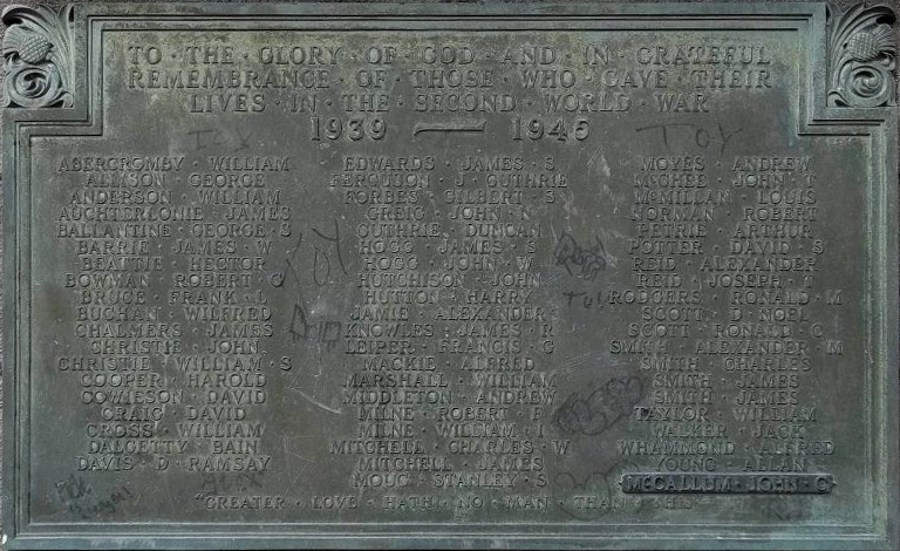 TO · THE · GLORY · OF · GOD · AND · IN · GRATEFUL
REMEMBRANCE · OF · THOSE · WHO · GAVE · THEIR
LIVES · IN · THE · SECOND · WORLD · WAR
1939 — 1945
ABERCROMBY · WILLIAM
ALLISON · GEORGE
ANDERSON · WILLIAM
AUCHTERLONIE · JAMES
BALLANTINE · GEORGE · S
BARRIE · JAMES · W
BEATTIE · HECTOR
BOWMAN · ROBERT · C
BRUCE · FRANK · L
BUCHAN · WILFRED
CHALMERS · JAMES
CHRISTIE · JOHN
CHRISTIE · WILLIAM · S
COOPER · HAROLD
COWIESON · DAVID
CRAIG · DAVID
CROSS · WILLIAM
DALGETTY · BAIN
DAVIS · D · RAMSAY
EDWARDS · JAMES · S
FERGUSON · J · GUTHRIE
FORBES · GILBERT · S
GREIG · JOHN · N
GUTHRIE · DUNCAN
HOGG · JAMES · S
HOGG · JOHN · W
HUTCHISON · JOHN
HUTTON · HARRY
JAMIE · ALEXANDER
KNOWLES · JAMES · R
LEIPER · FRANCIS · G
MACKIE · ALFRED
MARSHALL · WILLIAM
MIDDLETON · ANDREW
MILNE · ROBERT · F
MILNE · WILLIAM · I
MITCHELL · CHARLES · W
MITCHELL · JAMES
MOUG · STANLEY · S
MOYES · ANDREW
McGHEE · JOHN · T
McMILLAN · LOUIS
NORMAN · ROBERT
PETRIE · ARTHUR
POTTER · DAVID · S
REID · ALEXANDER
REID · JOSEPH · T
RODGERS · RONALD · M
SCOTT · D · NOEL
SCOTT · RONALD · C
SMITH · ALEXANDER · M
SMITH · CHARLES
SMITH · JAMES
SMITH · JAMES
TAYLOR · WILLIAM
WALKER · JACK
WHAMMOND · ALFRED
YOUNG · ALLAN
McCALLUM · JOHN · C
"GREATER · LOVE · HATH · NO · MAN · THAN · THIS"
TOY
TOY
TOY